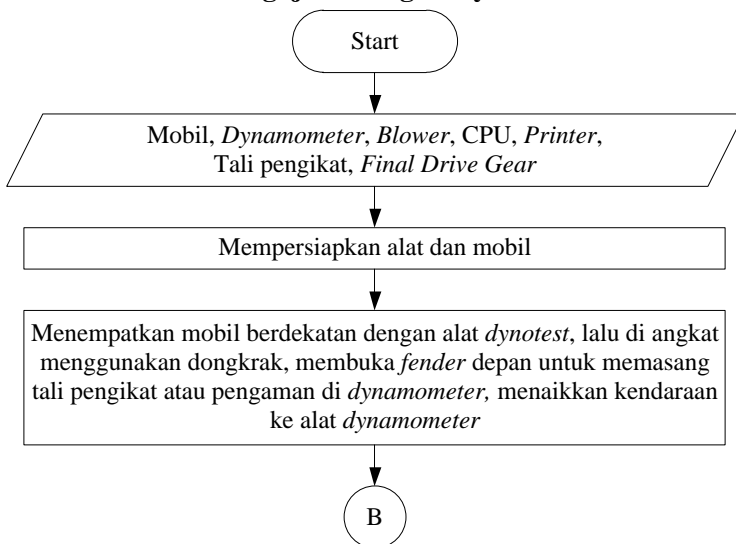 Start
Mobil, Dynamometer, Blower, CPU, Printer,
Tali pengikat, Final Drive Gear
Mempersiapkan alat dan mobil
Menempatkan mobil berdekatan dengan alat dynotest, lalu di angkat
menggunakan dongkrak, membuka fender depan untuk memasang
tali pengikat atau pengaman di dynamometer, menaikkan kendaraan
ke alat dynamometer
B